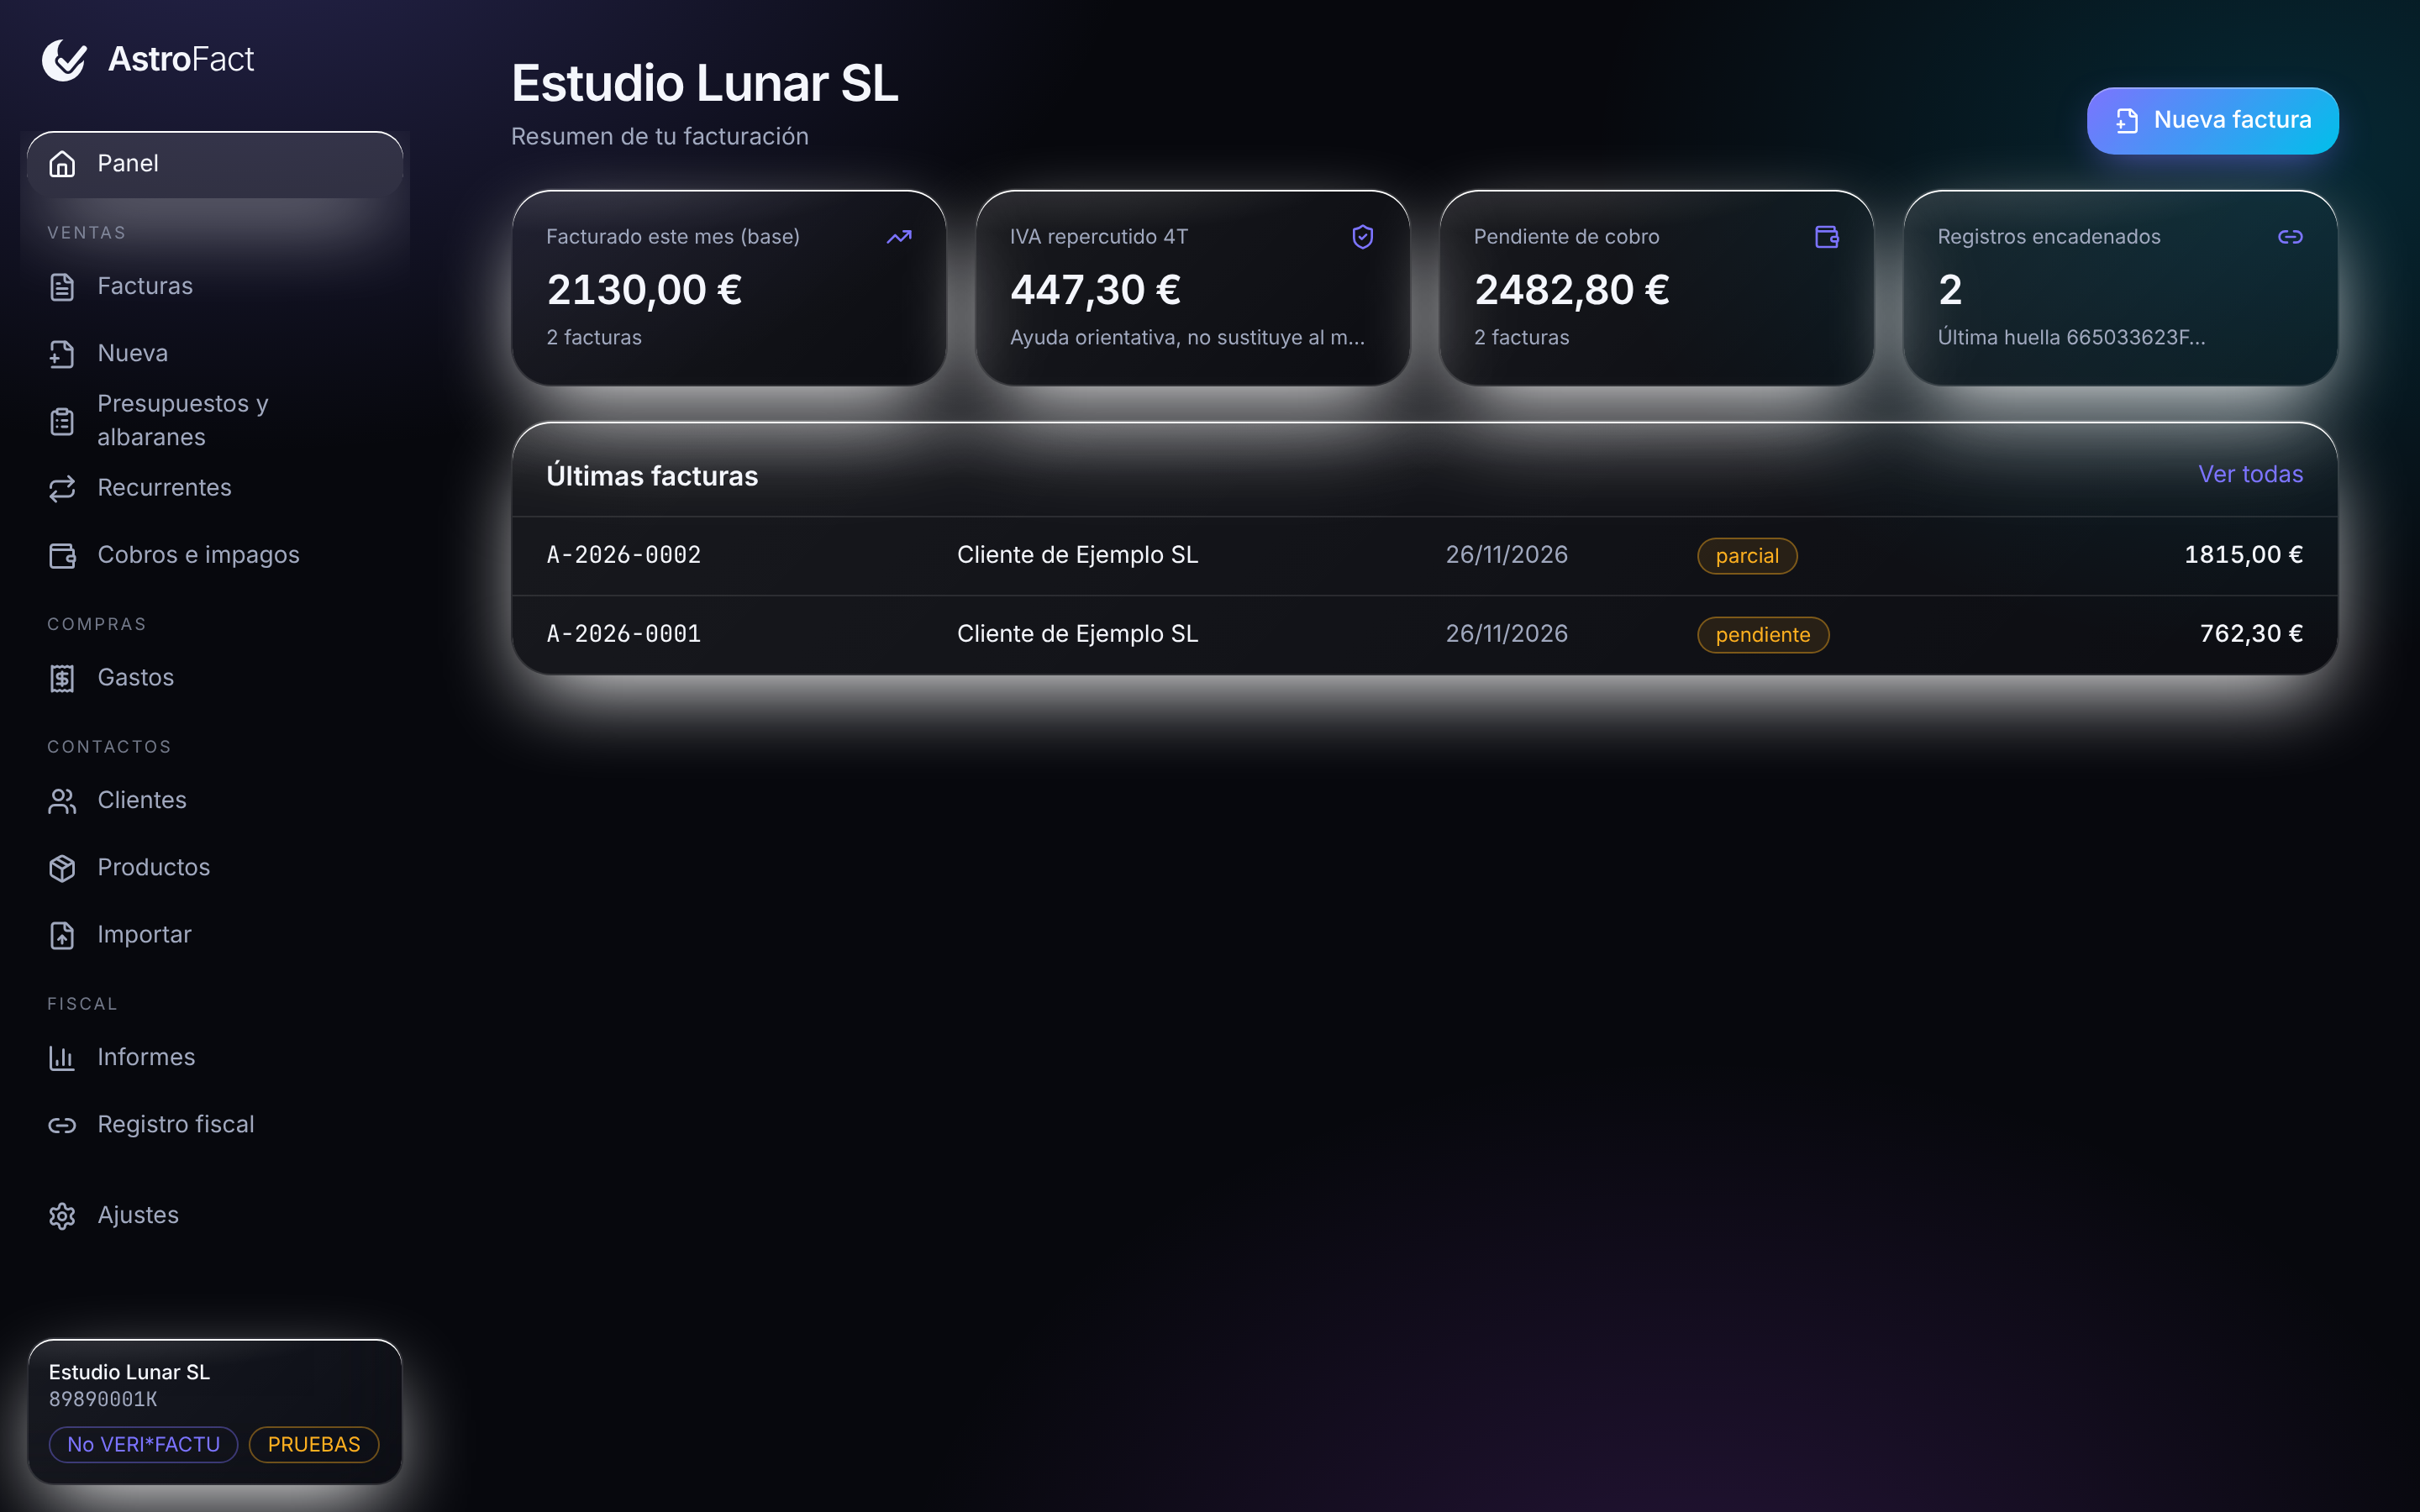 AstroFact
Panel
VENTAS
Facturas
Nueva
Presupuestos y
albaranes
Recurrentes
Cobros e impagos
COMPRAS
Gastos
CONTACTOS
Clientes
Productos
Importar
FISCAL
Informes
Registro fiscal
Ajustes
Estudio Lunar SL
89890001K
No VERI*FACTU
PRUEBAS
Estudio Lunar SL
Resumen de tu facturación
Nueva factura
Facturado este mes (base)
2130,00 €
2 facturas
IVA repercutido 4T
447,30 €
Ayuda orientativa, no sustituye al m...
Pendiente de cobro
2482,80 €
2 facturas
Registros encadenados
2
Última huella 665033623F...
Últimas facturas
Ver todas
A-2026-0002 Cliente de Ejemplo SL 26/11/2026 parcial 1815,00 €
A-2026-0001 Cliente de Ejemplo SL 26/11/2026 pendiente 762,30 €